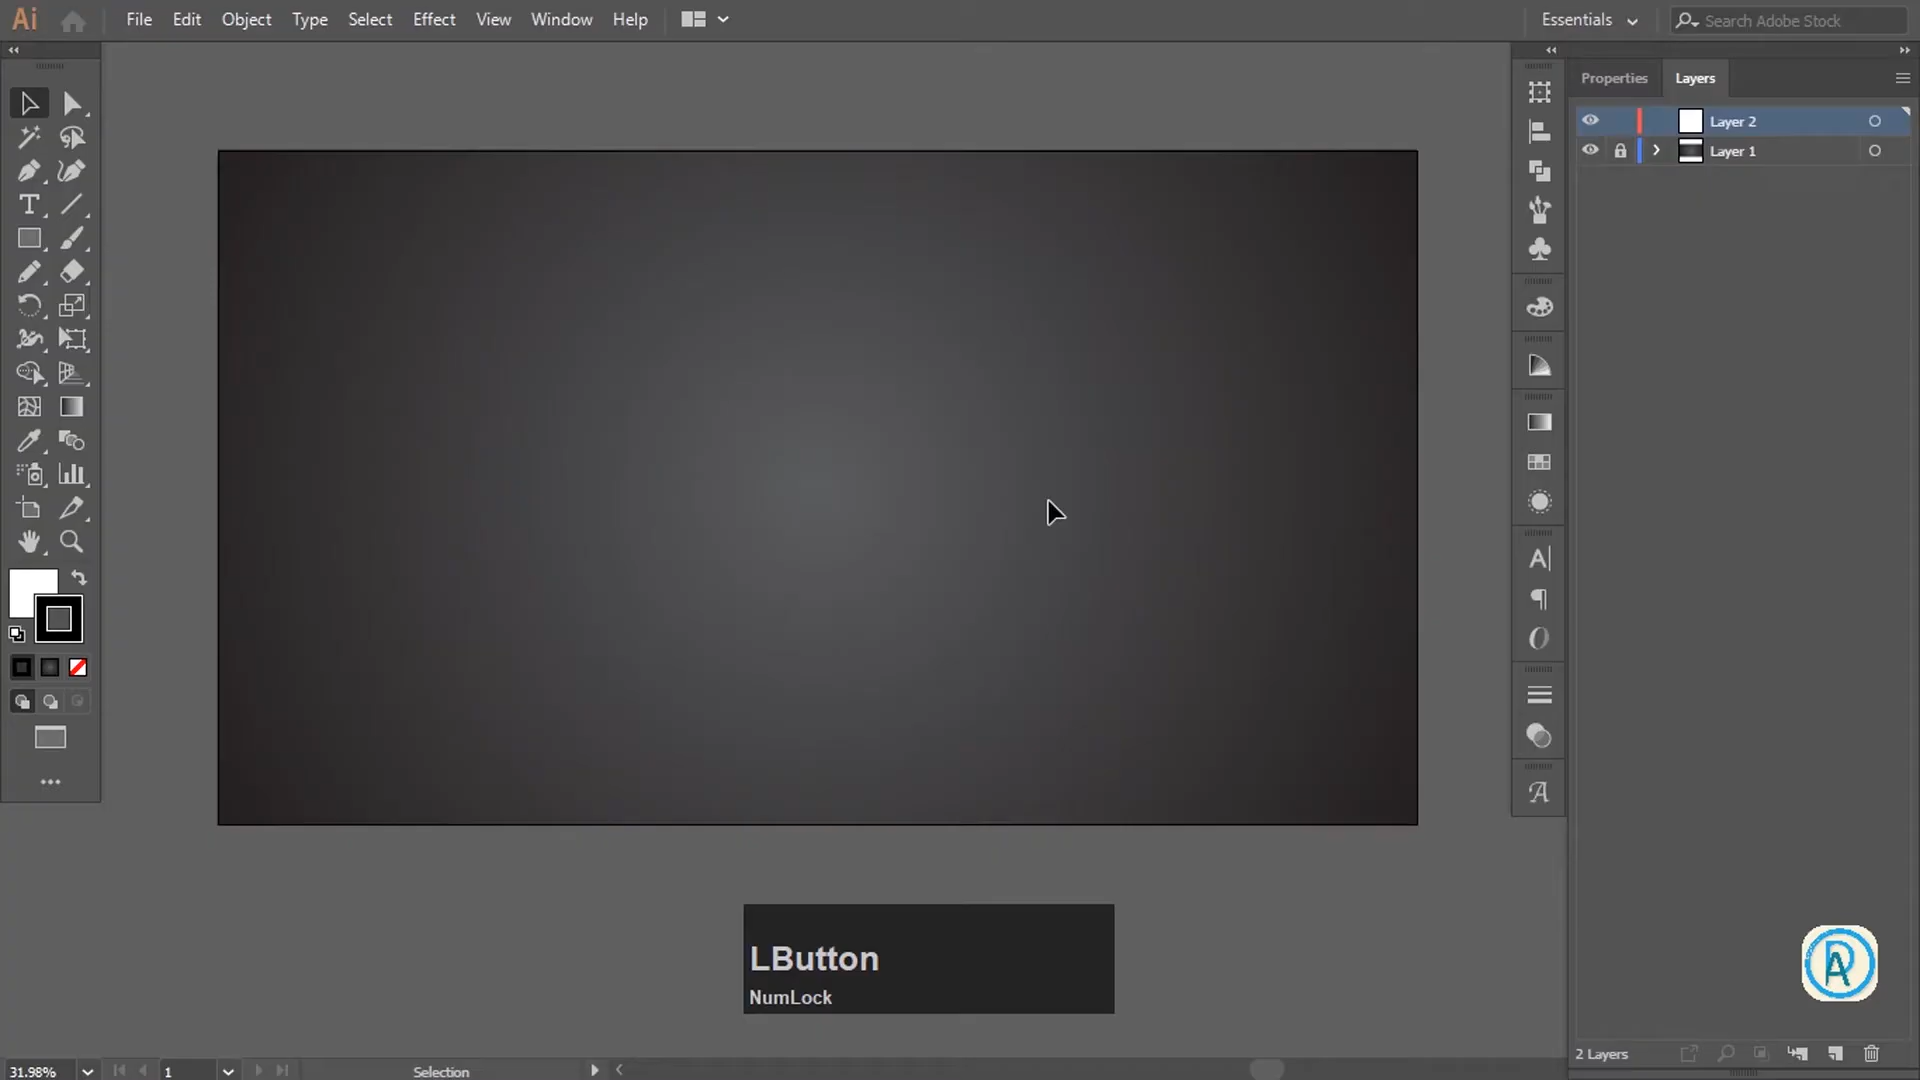 Ai File Edit Object Type Select Effect View Window Help Essentials Search Adobe Stock
Properties Layers
Layer 2
Layer 1
LButton
NumLock
2 Layers
31.98% 1 Selection